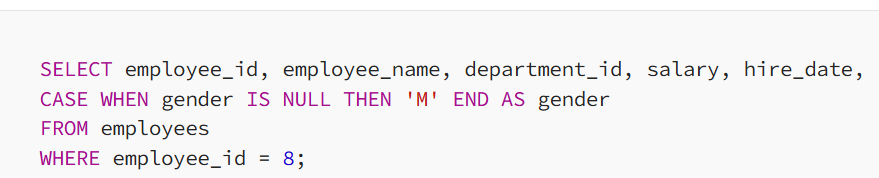 SELECT employee_id, employee_name, department_id, salary, hire_date,
CASE WHEN gender IS NULL THEN 'M' END AS gender
FROM employees
WHERE employee_id = 8;